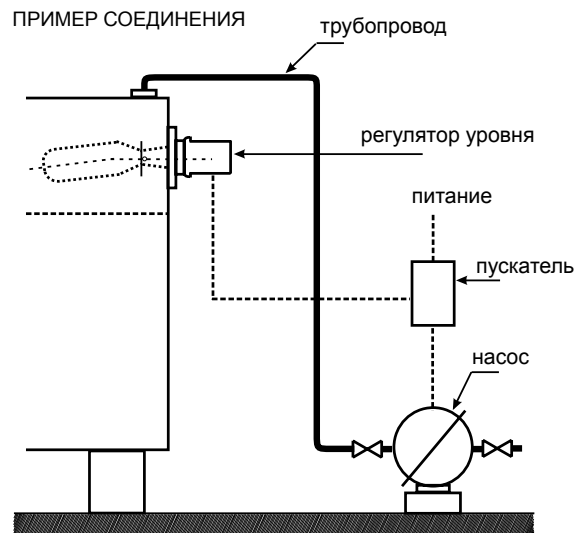 ПРИМЕР СОЕДИНЕНИЯ
трубопровод
регулятор уровня
питание
пускатель
насос